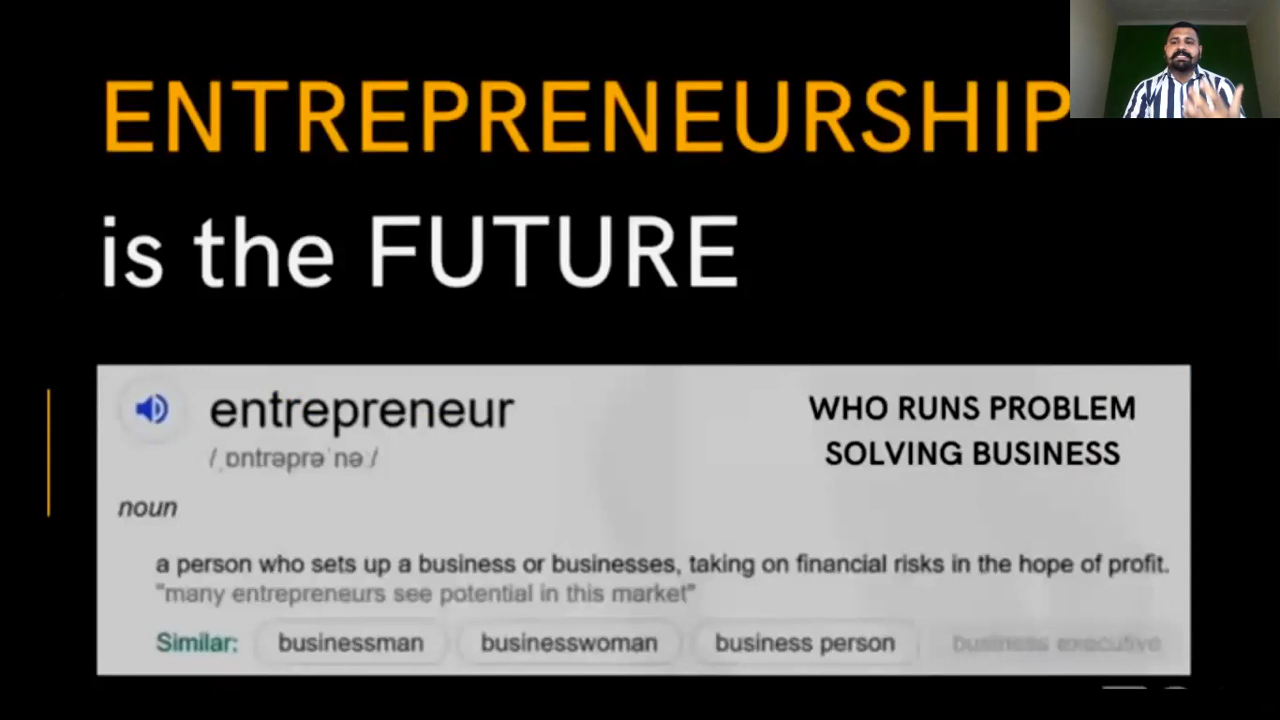 ENTREPRENEURSHIP
is the FUTURE
entrepreneur
WHO RUNS PROBLEM
SOLVING BUSINESS
/ˌɒntrəprəˈnəː/
noun
a person who sets up a business or businesses, taking on financial risks in the hope of profit.
"many entrepreneurs see potential in this market"
Similar: businessman businesswoman business person business executive